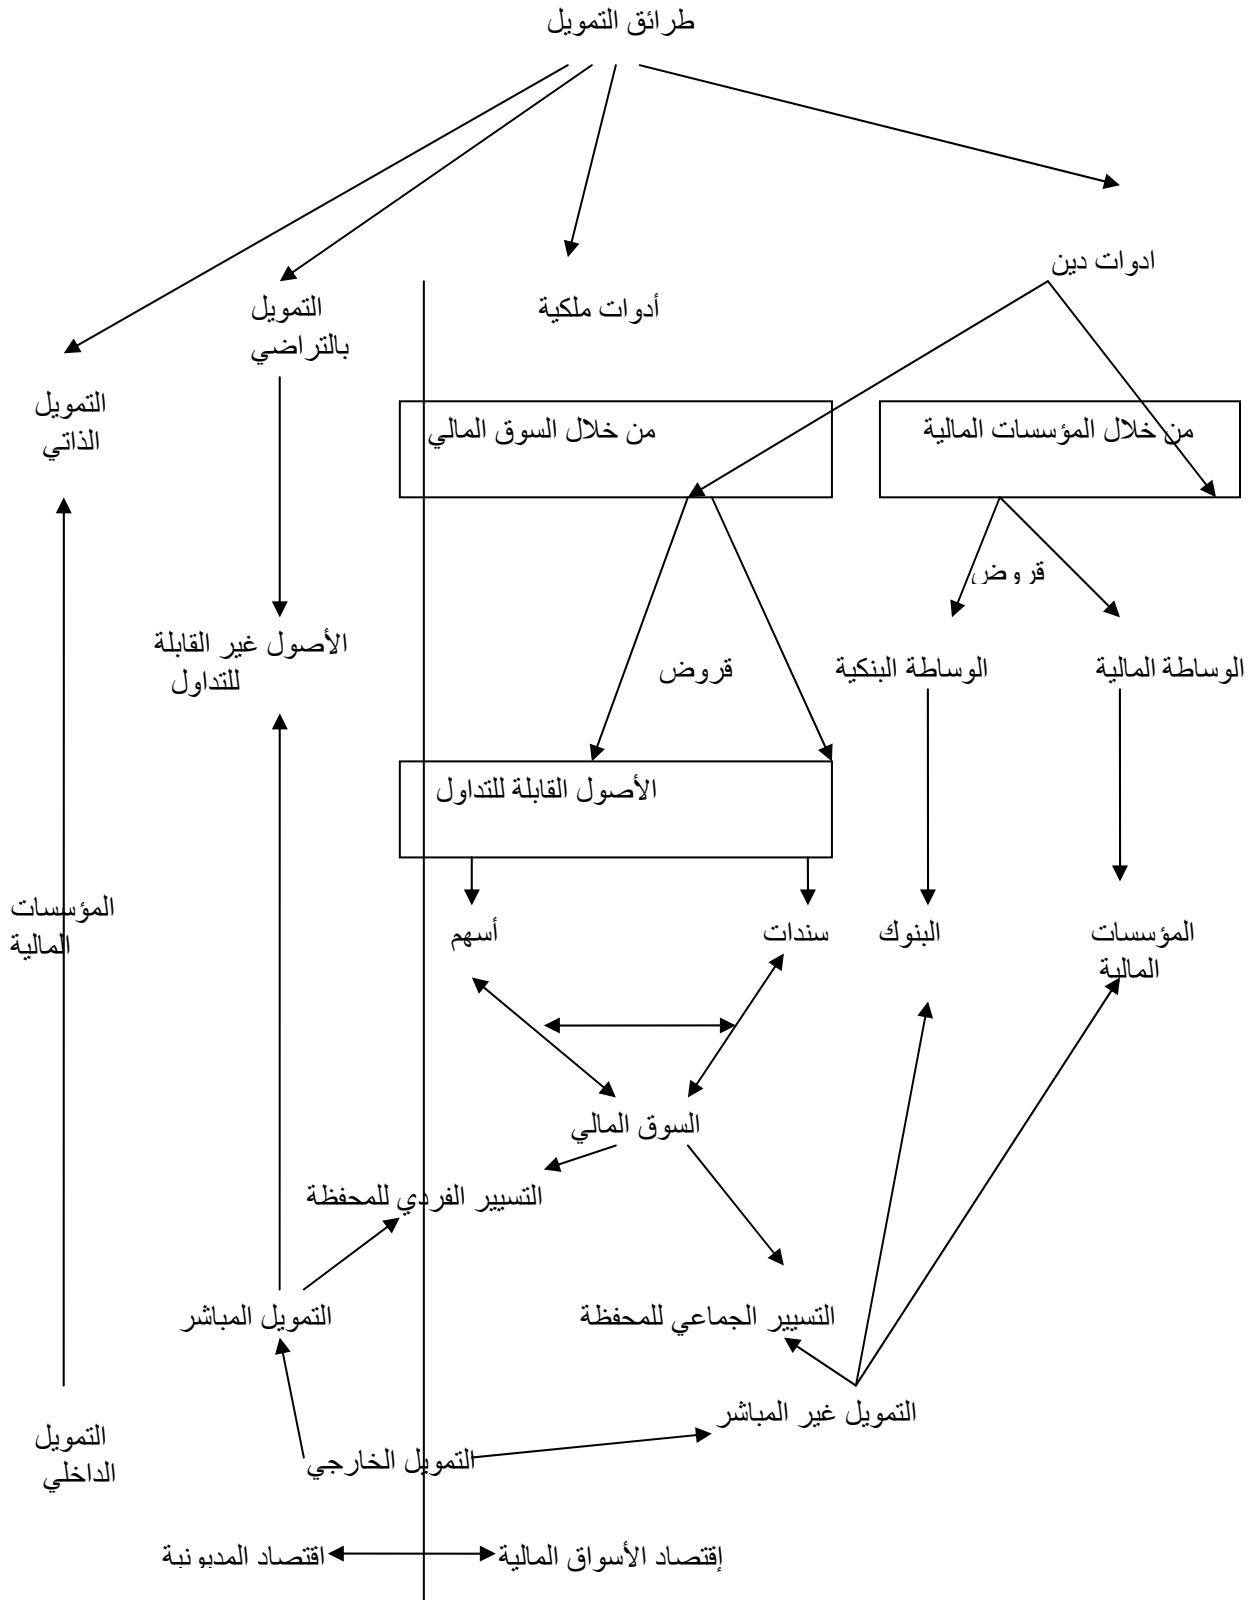 طرائق التمويل
ادوات دين
أدوات ملكية
التمويل
بالتراضي
التمويل
الذاتي
من خلال المؤسسات المالية
من خلال السوق المالي
قروض
الأصول غير القابلة
للتداول
قروض
الوساطة البنكية
الوساطة المالية
الأصول القابلة للتداول
المؤسسات
المالية
البنوك
سندات
أسهم
المؤسسات
المالية
السوق المالي
التسيير الفردي للمحفظة
التسيير الجماعي للمحفظة
التمويل المباشر
التمويل غير المباشر
التمويل الخارجي
التمويل
الداخلي
إقتصاد الأسواق المالية
اقتصاد المديونية